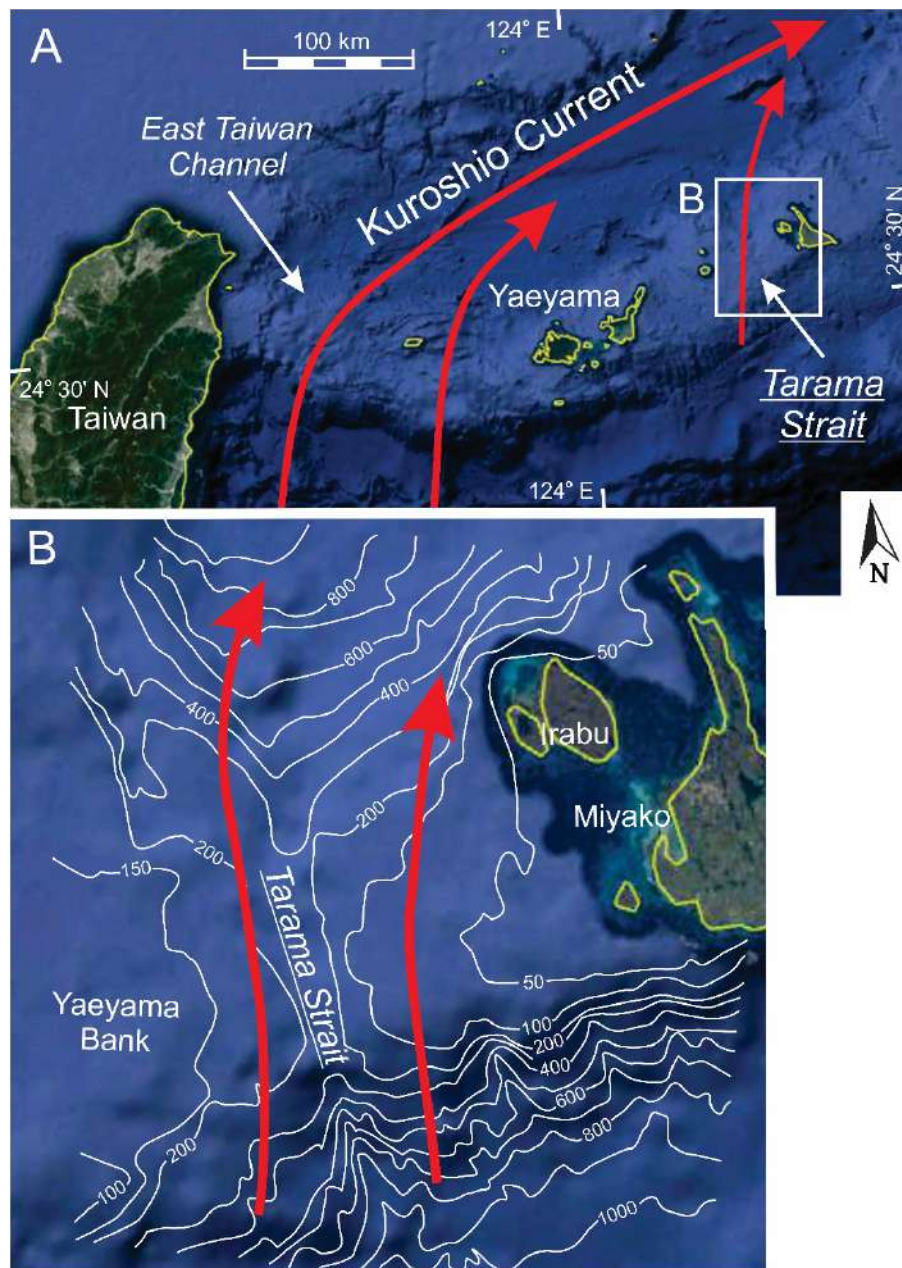 A
100 km
124° E
East Taiwan
Channel
Kuroshio Current
B
24° 30' N
Yaeyama
24° 30' N
Taiwan
Tarama
Strait
124° E
N
B
800
600
50
400
400
Irabu
Miyako
200
200
150
Tarama Strait
50
Yaeyama
Bank
100
200
400
600
800
200
100
1000